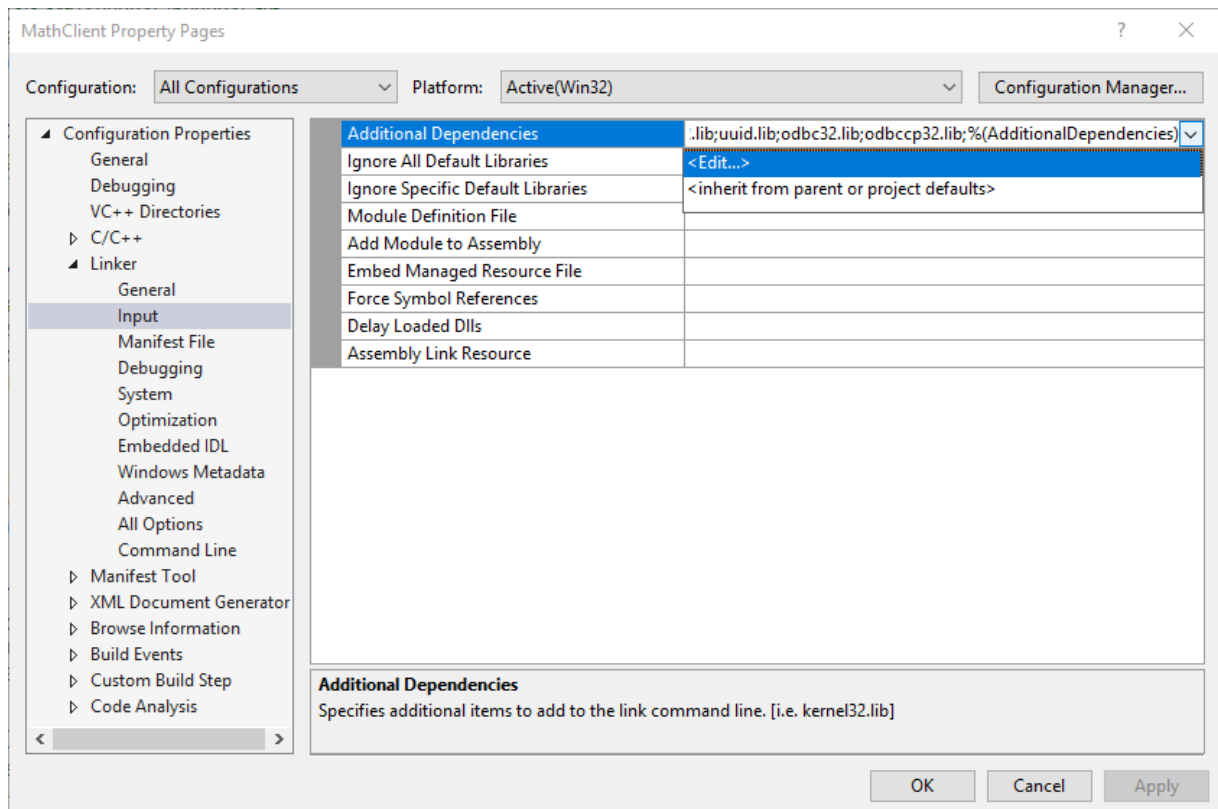 MathClient Property Pages
?
Configuration: All Configurations Platform: Active(Win32) Configuration Manager...
Configuration Properties
General
Debugging
VC++ Directories
C/C++
Linker
General
Input
Manifest File
Debugging
System
Optimization
Embedded IDL
Windows Metadata
Advanced
All Options
Command Line
Manifest Tool
XML Document Generator
Browse Information
Build Events
Custom Build Step
Code Analysis
Additional Dependencies .lib;uuid.lib;odbc32.lib;odbccp32.lib;%(AdditionalDependencies)
Ignore All Default Libraries <Edit...>
Ignore Specific Default Libraries <inherit from parent or project defaults>
Module Definition File
Add Module to Assembly
Embed Managed Resource File
Force Symbol References
Delay Loaded Dlls
Assembly Link Resource
Additional Dependencies
Specifies additional items to add to the link command line. [i.e. kernel32.lib]
OK Cancel Apply